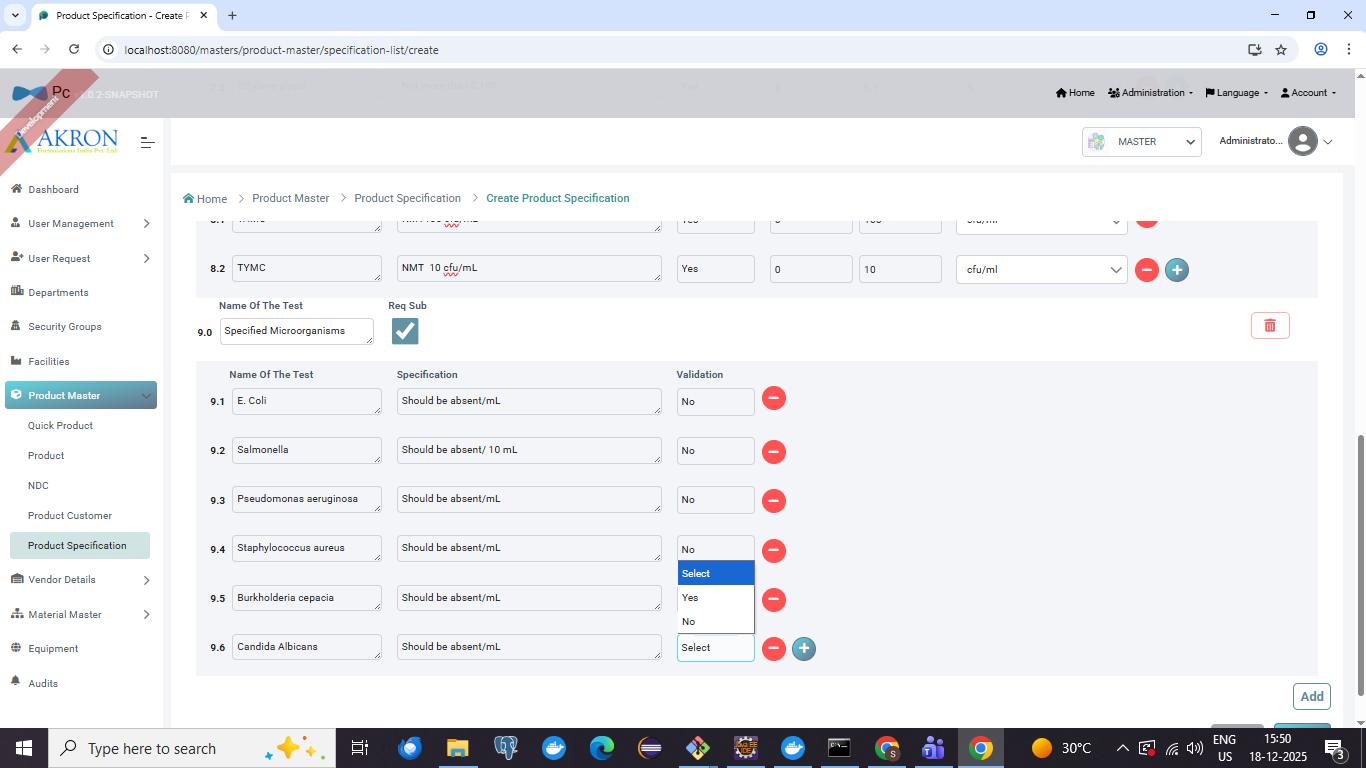 Product Specification - Create P
localhost:8080/masters/product-master/specification-list/create
Pc v1.0.2-SNAPSHOT
Development
Home Administration Language Account
AKRON
Formulations India Pvt Ltd
MASTER Administrato...
Home > Product Master > Product Specification > Create Product Specification
Dashboard
User Management
User Request
Departments
Security Groups
Facilities
Product Master
Quick Product
Product
NDC
Product Customer
Product Specification
Vendor Details
Material Master
Equipment
Audits
8.2 TYMC NMT 10 cfu/mL Yes 0 10 cfu/ml
Name Of The Test Req Sub
9.0 Specified Microorganisms
Name Of The Test Specification Validation
9.1 E. Coli Should be absent/mL No
9.2 Salmonella Should be absent/ 10 mL No
9.3 Pseudomonas aeruginosa Should be absent/mL No
9.4 Staphylococcus aureus Should be absent/mL No
Select
Yes
No
9.5 Burkholderia cepacia Should be absent/mL
9.6 Candida Albicans Should be absent/mL Select
Add
Type here to search
30°C
ENG
US
15:50
18-12-2025
3